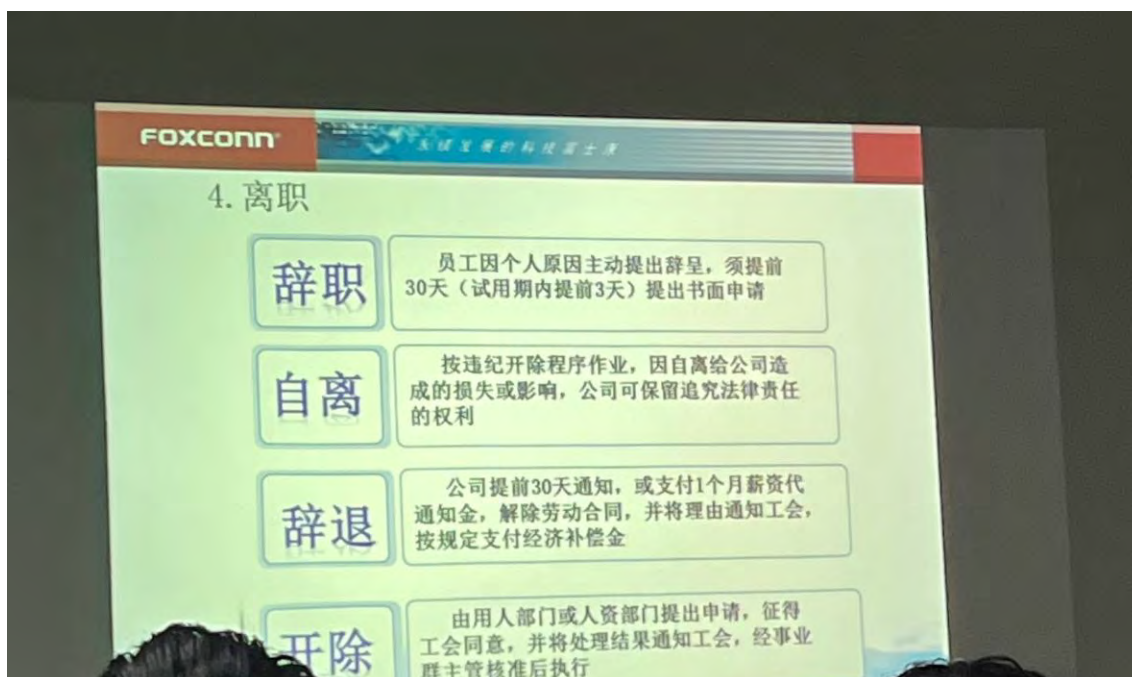 FOXCONN
科技富士康
4.离职
辞职
员工因个人原因主动提出辞呈，须提前
30天（试用期内提前3天）提出书面申请
自离
按违纪开除程序作业，因自离给公司造
成的损失或影响，公司可保留追究法律责任
的权利
辞退
公司提前30天通知，或支付1个月薪资代
通知金，解除劳动合同，并将理由通知工会，
按规定支付经济补偿金
开除
由用人部门或人资部门提出申请，征得
工会同意，并将处理结果通知工会，经事业
群主管核准后执行